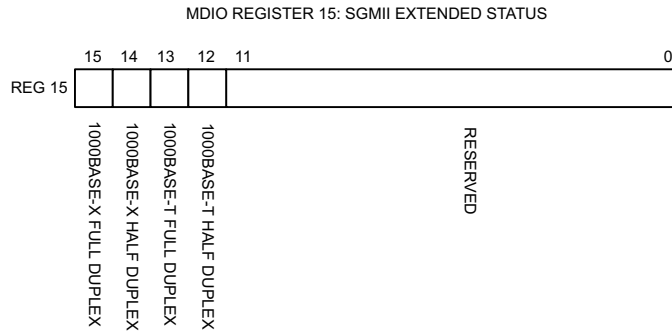 MDIO REGISTER 15: SGMII EXTENDED STATUS
15 14 13 12 11 0
REG 15
1000BASE-X FULL DUPLEX
1000BASE-X HALF DUPLEX
1000BASE-T FULL DUPLEX
1000BASE-T HALF DUPLEX
RESERVED